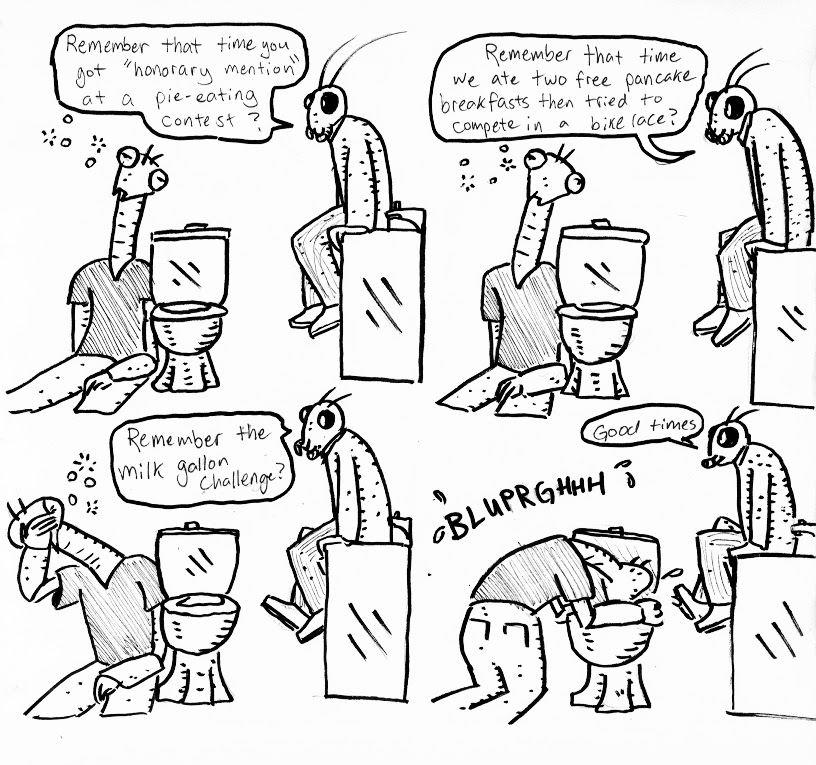 Remember that time you
got "honorary mention"
at a pie-eating
contest?
Remember that time
we ate two free pancake
breakfasts then tried to
compete in a bike race?
Remember the
milk gallon
challenge?
Good times
BLUPRGHHH